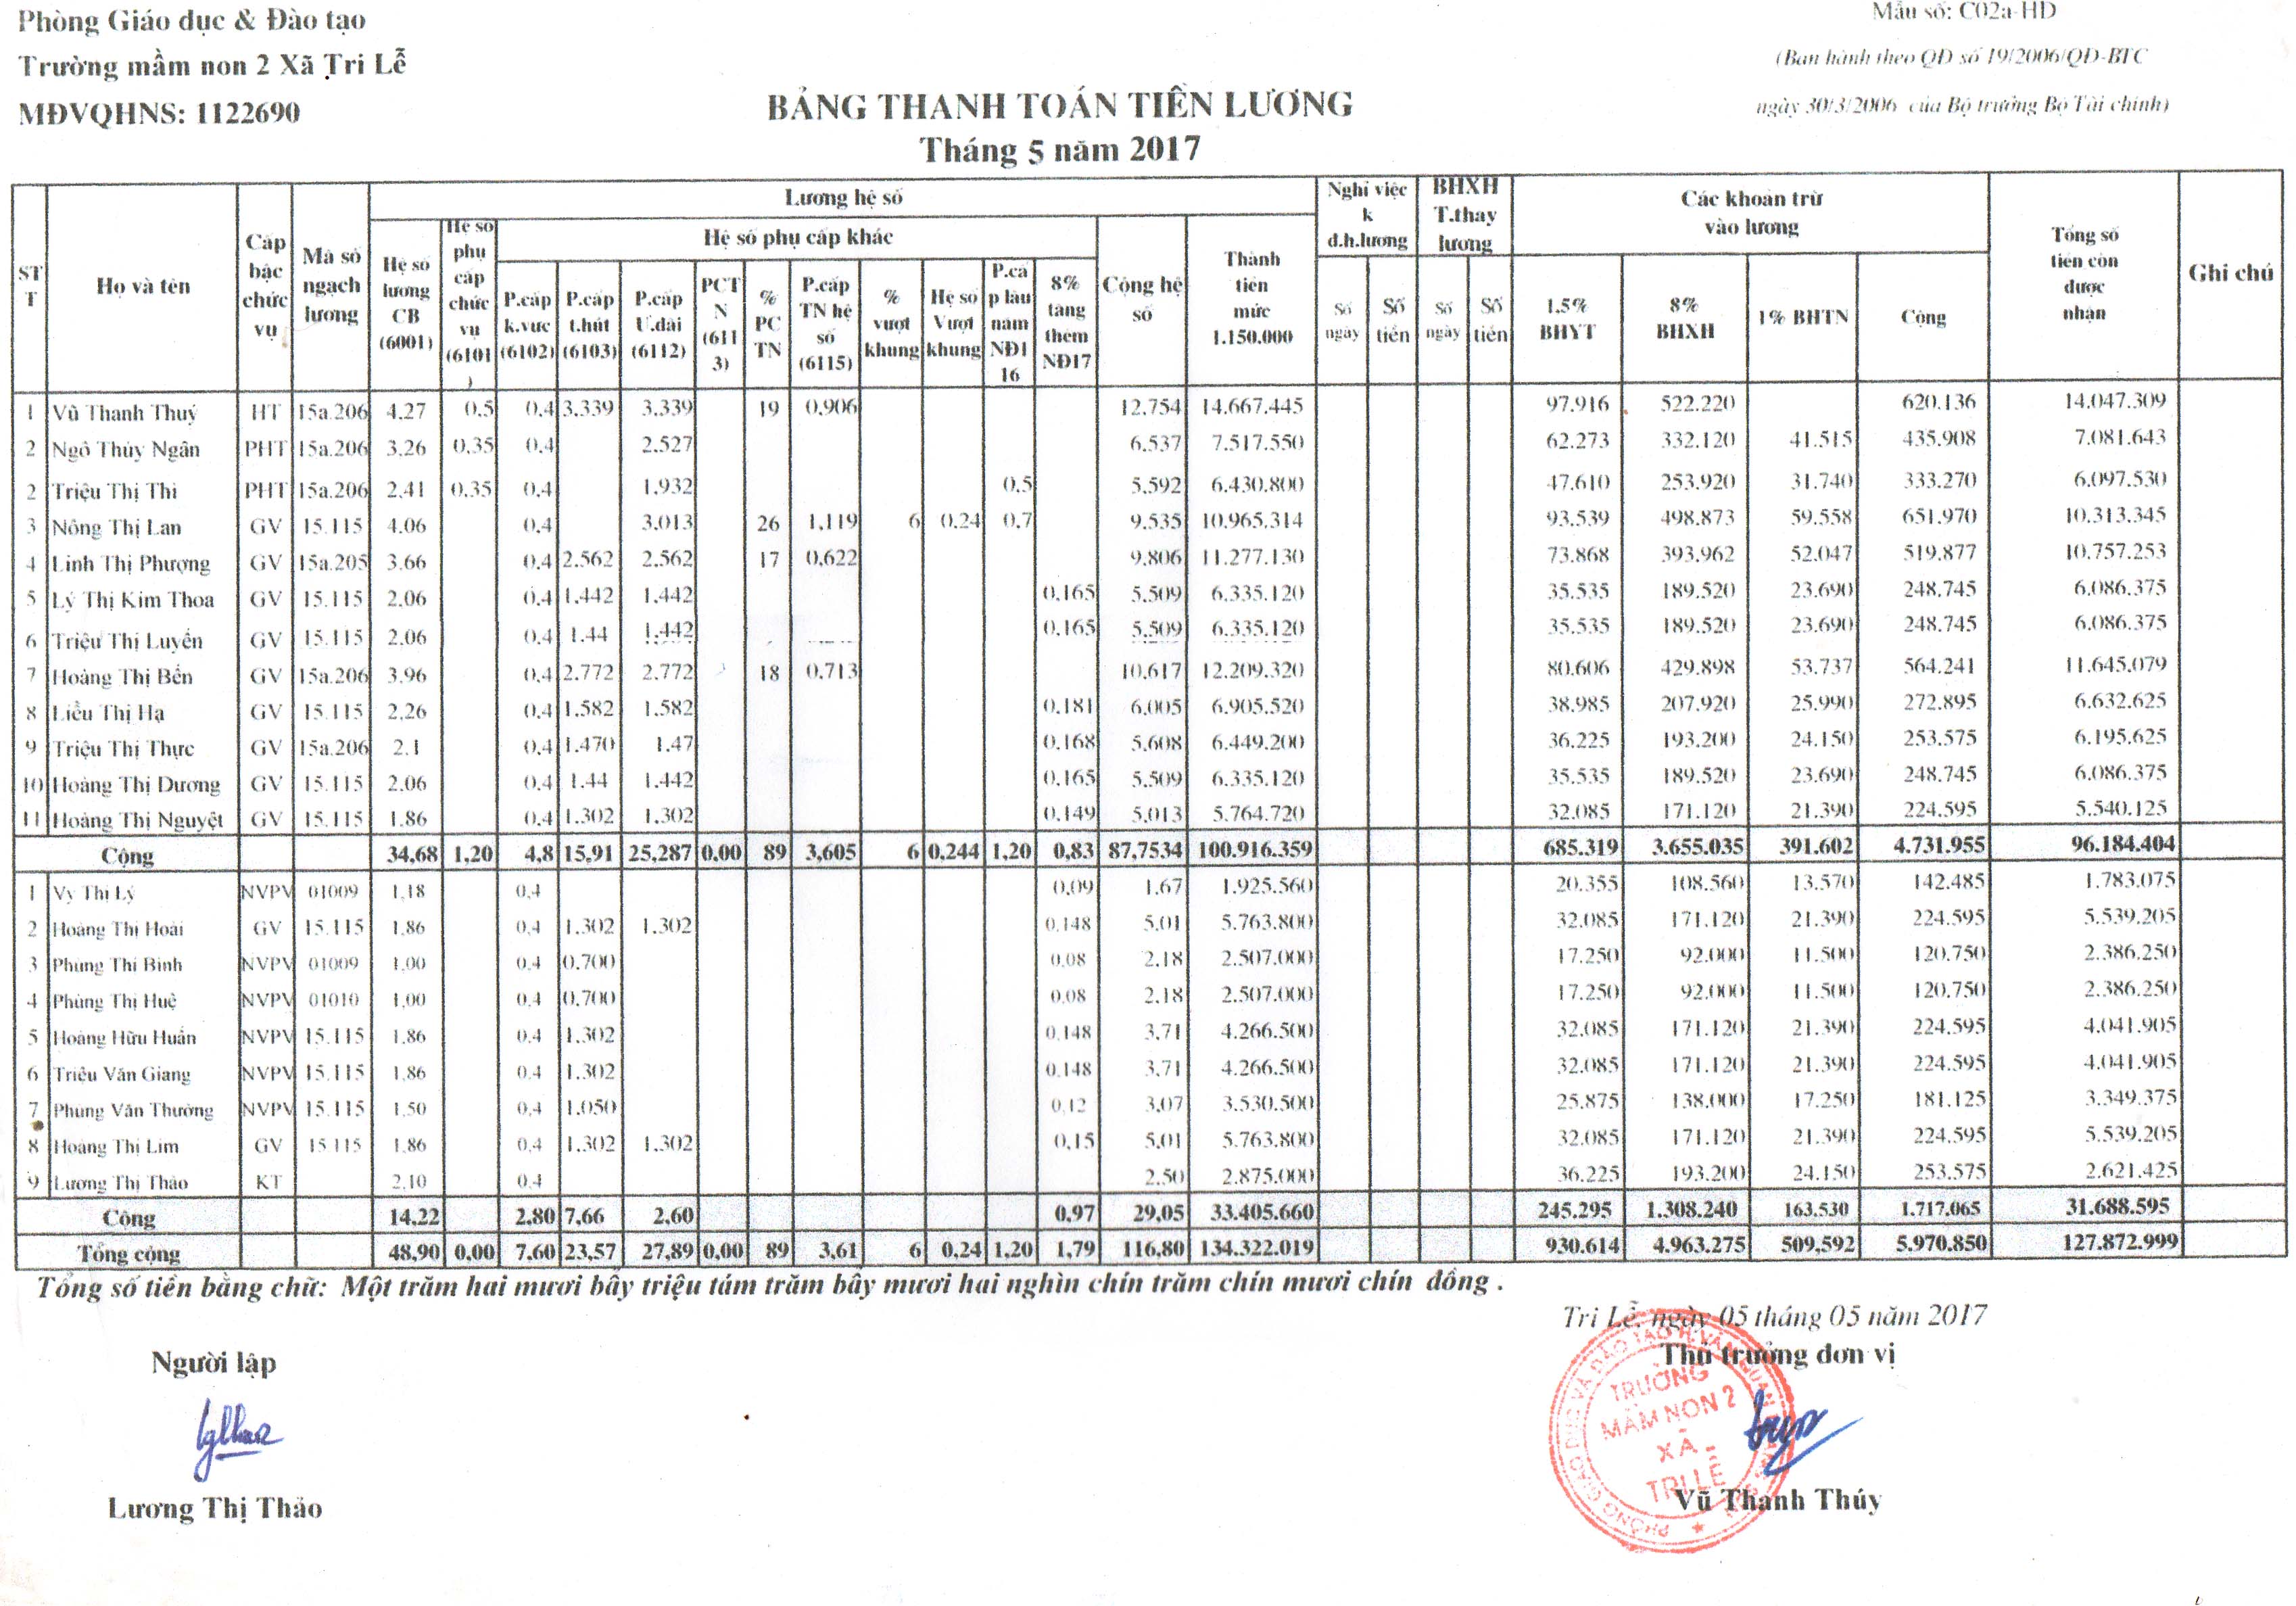 Phòng Giáo dục & Đào tạo
Trường mầm non 2 Xã Tri Lễ
MĐVQHNS: 1122690
Mẫu số: C02a-HD
(Ban hành theo QĐ số 19/2006/QĐ-BTC
ngày 30/3/2006 của Bộ trưởng Bộ Tài chính)
BẢNG THANH TOÁN TIỀN LƯƠNG
Tháng 5 năm 2017
STT Họ và tên Cấp bậc chức vụ Mã số ngạch lương Lương hệ số Nghỉ việc k d.h.lương BHXH T.thay lương Các khoản trừ vào lương Tổng số tiền còn được nhận Ghi chú
Hệ số lương CB (6001) Hệ số phụ cấp chức vụ (6101) Hệ số phụ cấp khác Cộng hệ số Thành tiền mức 1.150.000 Số ngày Số tiền Số ngày Số tiền 1.5% BHYT 8% BHXH 1% BHTN Cộng
P.cấp k.vực (6102) P.cấp t.hút (6103) P.cấp Ư.đãi (6112) PCTN (6113) % PC TN P.cấp TN hệ số (6115) % vượt khung Hệ số Vượt khung P.cấp lâu năm NĐ116 8% tăng thêm NĐ17
1 Vũ Thanh Thuý HT 15a.206 4,27 0,5 0,4 3.339 3.339 19 0,906 12,754 14.667.445 97.916 522.220 620.136 14.047.309
2 Ngô Thúy Ngân PHT 15a.206 3,26 0,35 0,4 2.527 6.537 7.517.550 62.273 332.120 41.515 435.908 7.081.643
2 Triệu Thị Thi PHT 15a.206 2,41 0,35 0,4 1.932 0,5 5,592 6.430.800 47.610 253.920 31.740 333.270 6.097.530
3 Nông Thị Lan GV 15.115 4.06 0,4 3.013 26 1,119 6 0,24 0,7 9.535 10.965.314 93.539 498.873 59.558 651.970 10.313.345
4 Linh Thị Phượng GV 15a.205 3.66 0,4 2.562 2.562 17 0,622 9,806 11.277.130 73.868 393.962 52.047 519.877 10.757.253
5 Lý Thị Kim Thoa GV 15.115 2,06 0,4 1,442 1.442 0,165 5,509 6.335.120 35.535 189.520 23.690 248.745 6.086.375
6 Triệu Thị Luyến GV 15.115 2.06 0,4 1.44 1.442 0,165 5,509 6.335.120 35.535 189.520 23.690 248.745 6.086.375
7 Hoàng Thị Bến GV 15a.206 3,96 0,4 2.772 2.772 18 0,713 10,617 12.209.320 80.606 429.898 53.737 564.241 11.645.079
8 Liễu Thị Hạ GV 15.115 2,26 0,4 1.582 1.582 0,181 6,005 6.905.520 38.985 207.920 25.990 272.895 6.632.625
9 Triệu Thị Thực GV 15a.206 2.1 0,4 1.470 1.47 0,168 5,608 6.449.200 36.225 193.200 24.150 253.575 6.195.625
10 Hoàng Thị Dương GV 15.115 2.06 0,4 1.44 1.442 0,165 5,509 6.335.120 35.535 189.520 23.690 248.745 6.086.375
11 Hoàng Thị Nguyệt GV 15.115 1.86 0,4 1.302 1.302 0,149 5,013 5.764.720 32.085 171.120 21.390 224.595 5.540.125
Cộng 34,68 1,20 4,8 15,91 25,287 0,00 89 3,605 6 0,244 1,20 0,83 87,7534 100.916.359 685.319 3.655.035 391.602 4.731.955 96.184.404
1 Vy Thị Lý NVPV 01009 1,18 0,4 0,09 1.67 1.925.560 20.355 108.560 13.570 142.485 1.783.075
2 Hoàng Thị Hoài GV 15.115 1,86 0,4 1.302 1.302 0,148 5,01 5.763.800 32.085 171.120 21.390 224.595 5.539.205
3 Phùng Thị Bình NVPV 01009 1,00 0,4 0,700 0,08 2,18 2.507.000 17.250 92.000 11.500 120.750 2.386.250
4 Phùng Thị Huệ NVPV 01010 1,00 0,4 0,700 0,08 2,18 2.507.000 17.250 92.000 11.500 120.750 2.386.250
5 Hoàng Hữu Huấn NVPV 15.115 1,86 0,4 1,302 0,148 3,71 4.266.500 32.085 171.120 21.390 224.595 4.041.905
6 Triệu Văn Giang NVPV 15.115 1,86 0,4 1.302 0,148 3,71 4.266.500 32.085 171.120 21.390 224.595 4.041.905
7 Phùng Văn Thường NVPV 15.115 1,50 0,4 1,050 0,12 3,07 3.530.500 25.875 138.000 17.250 181.125 3.349.375
8 Hoàng Thị Lim GV 15.115 1,86 0,4 1.302 1.302 0,15 5,01 5.763.800 32.085 171.120 21.390 224.595 5.539.205
9 Lương Thị Thảo KT 2,10 0,4 2.50 2.875.000 36.225 193.200 24.150 253.575 2.621.425
Cộng 14,22 2,80 7,66 2,60 0,97 29,05 33.405.660 245.295 1.308.240 163.530 1.717.065 31.688.595
Tổng cộng 48,90 0,00 7,60 23,57 27,89 0,00 89 3,61 6 0,24 1,20 1,79 116,80 134.322.019 930.614 4.963.275 509,592 5.970.850 127.872.999
Tổng số tiền bằng chữ: Một trăm hai mươi bảy triệu tám trăm bảy mươi hai nghìn chín trăm chín mươi chín đồng .
Tri Lễ, ngày 05 tháng 05 năm 2017
Người lập
Thủ trưởng đơn vị
TRƯỜNG
MẦM NON 2
XÃ
TRI LỄ
Lương Thị Thảo
Vũ Thanh Thúy